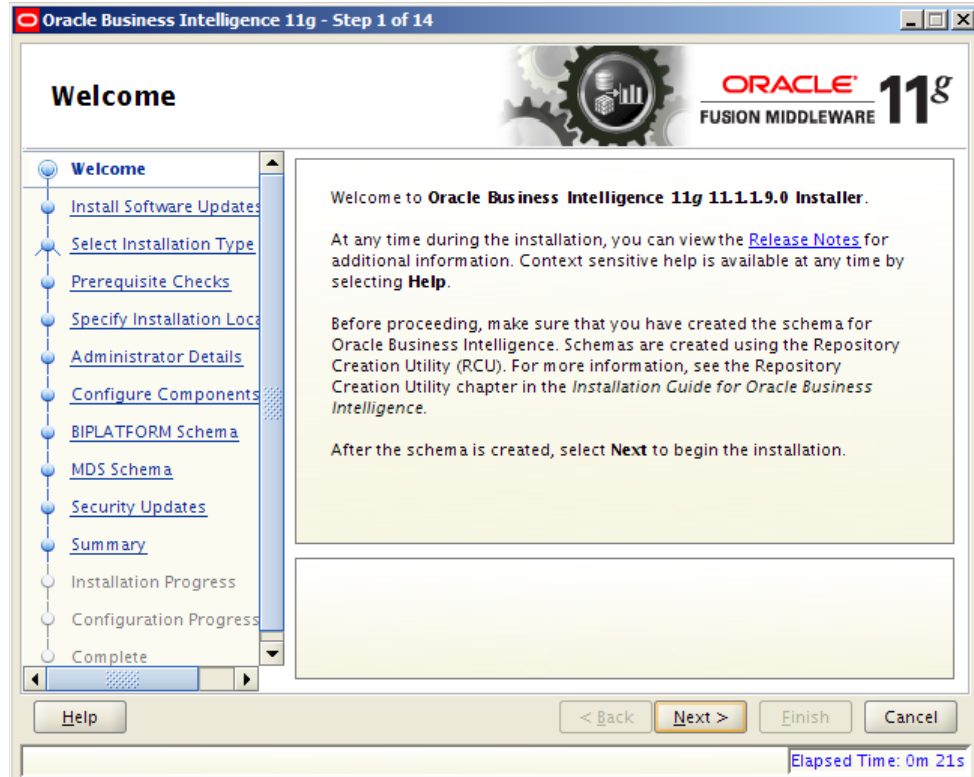 Oracle Business Intelligence 11g - Step 1 of 14
Welcome
ORACLE
FUSION MIDDLEWARE 11g
Welcome
Install Software Updates
Select Installation Type
Prerequisite Checks
Specify Installation Loca
Administrator Details
Configure Components
BIPLATFORM Schema
MDS Schema
Security Updates
Summary
Installation Progress
Configuration Progress
Complete
Welcome to Oracle Business Intelligence 11g 11.1.1.9.0 Installer.
At any time during the installation, you can view the Release Notes for
additional information. Context sensitive help is available at any time by
selecting Help.
Before proceeding, make sure that you have created the schema for
Oracle Business Intelligence. Schemas are created using the Repository
Creation Utility (RCU). For more information, see the Repository
Creation Utility chapter in the Installation Guide for Oracle Business
Intelligence.
After the schema is created, select Next to begin the installation.
Help
< Back
Next >
Finish
Cancel
Elapsed Time: 0m 21s